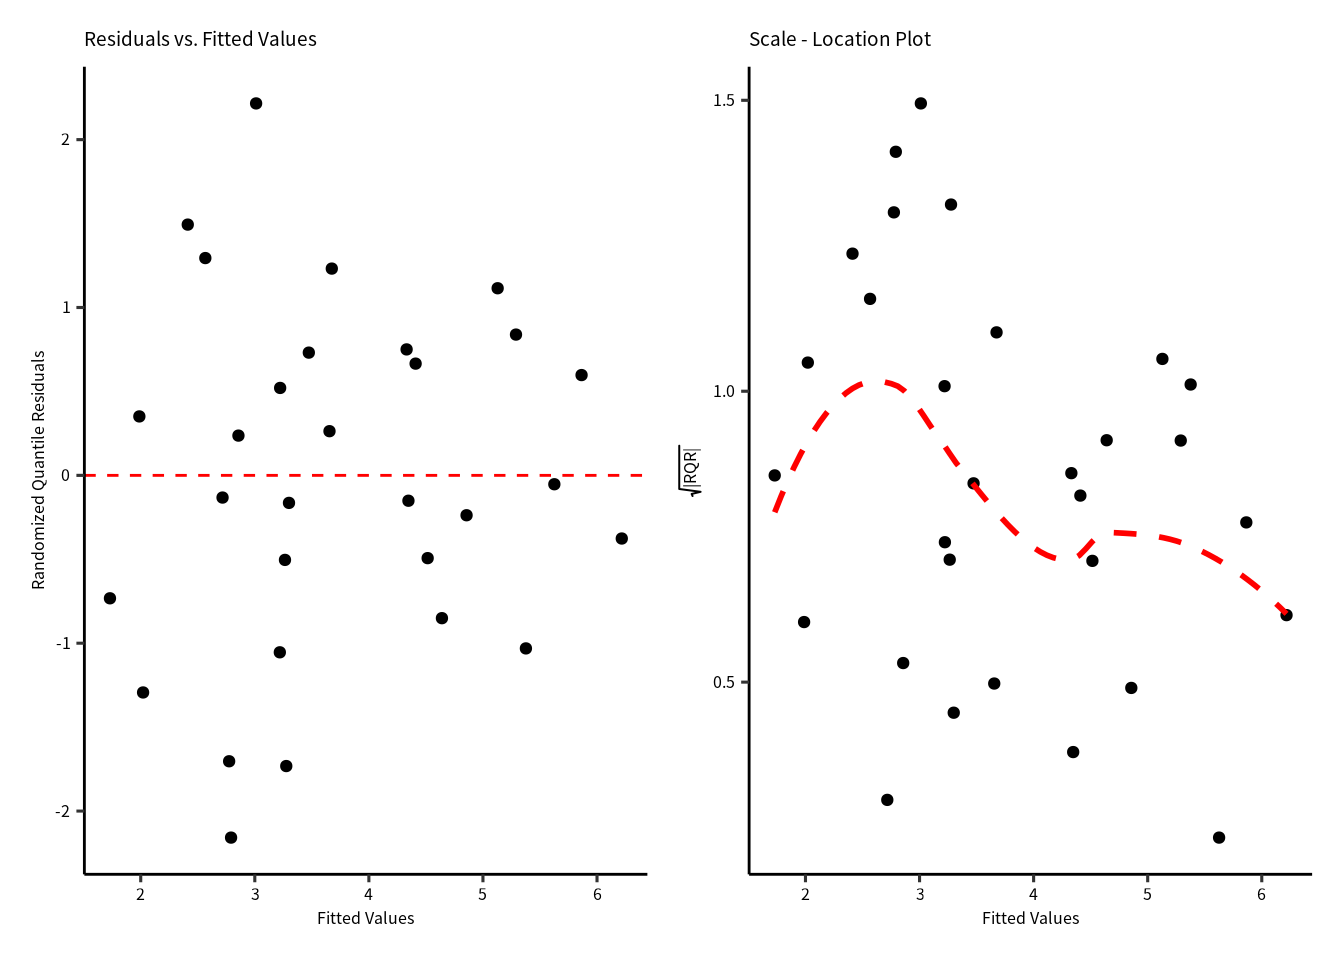 Residuals vs. Fitted Values
2
1
0
-1
-2
Randomized Quantile Residuals
2 3 4 5 6
Fitted Values
Scale - Location Plot
1.5
1.0
0.5
√|RQR|
2 3 4 5 6
Fitted Values